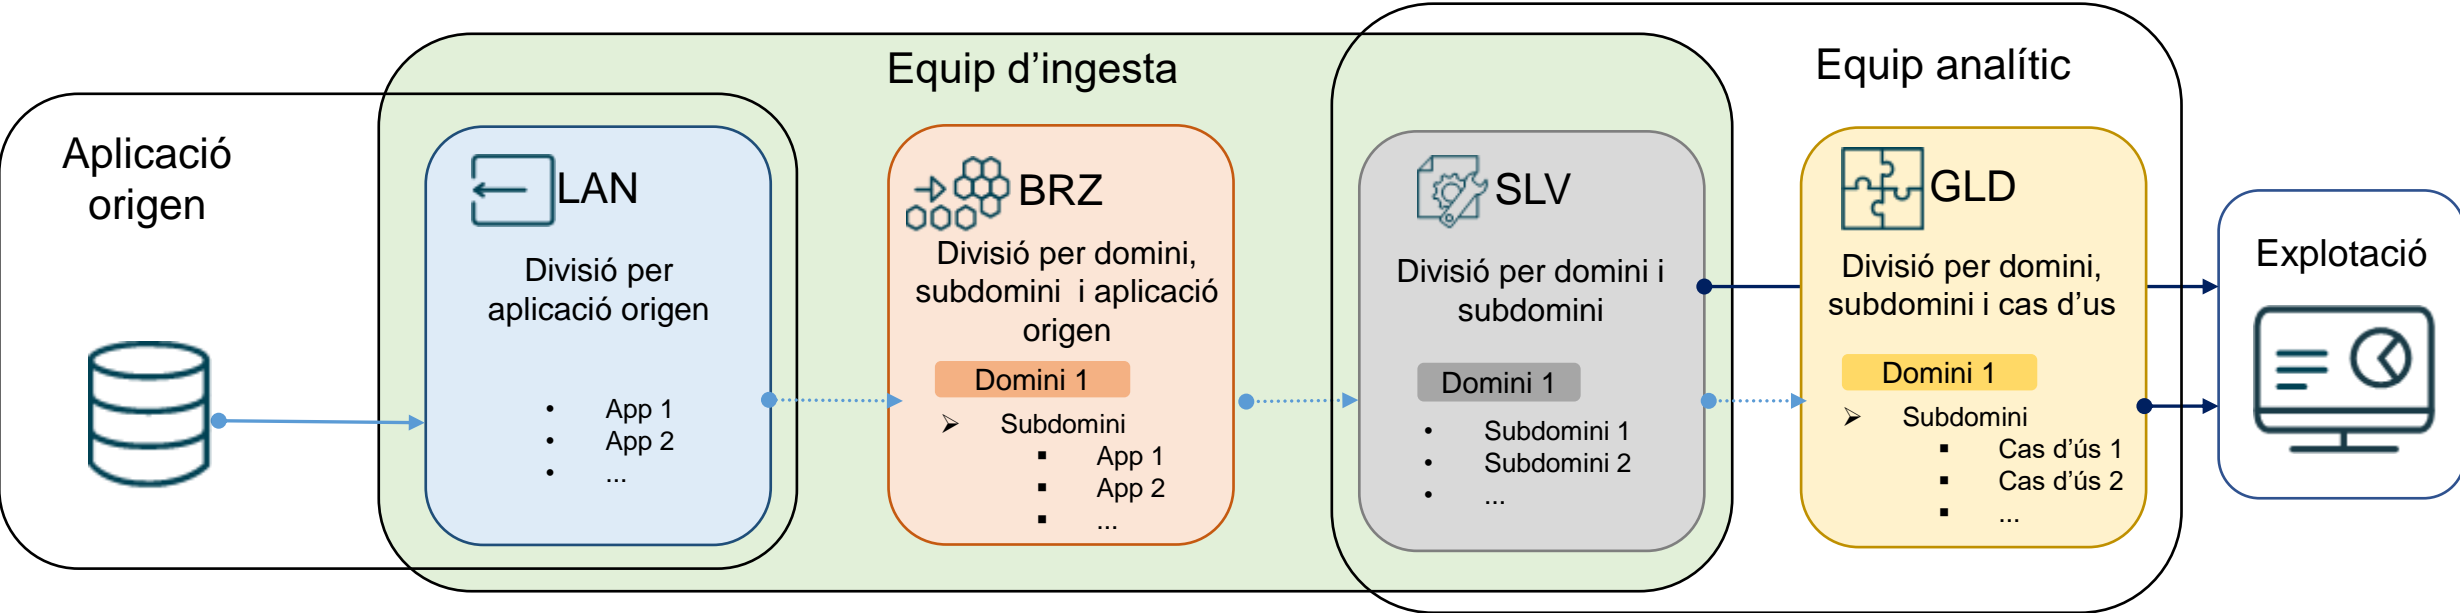 Equip d’ingesta
Equip analític
Aplicació
origen
LAN
Divisió per
aplicació origen
• App 1
• App 2
• ...
BRZ
Divisió per domini,
subdomini i aplicació
origen
Domini 1
➢ Subdomini
▪ App 1
▪ App 2
▪ ...
SLV
Divisió per domini i
subdomini
Domini 1
• Subdomini 1
• Subdomini 2
• ...
GLD
Divisió per domini,
subdomini i cas d’us
Domini 1
➢ Subdomini
▪ Cas d’ús 1
▪ Cas d’ús 2
▪ ...
Explotació